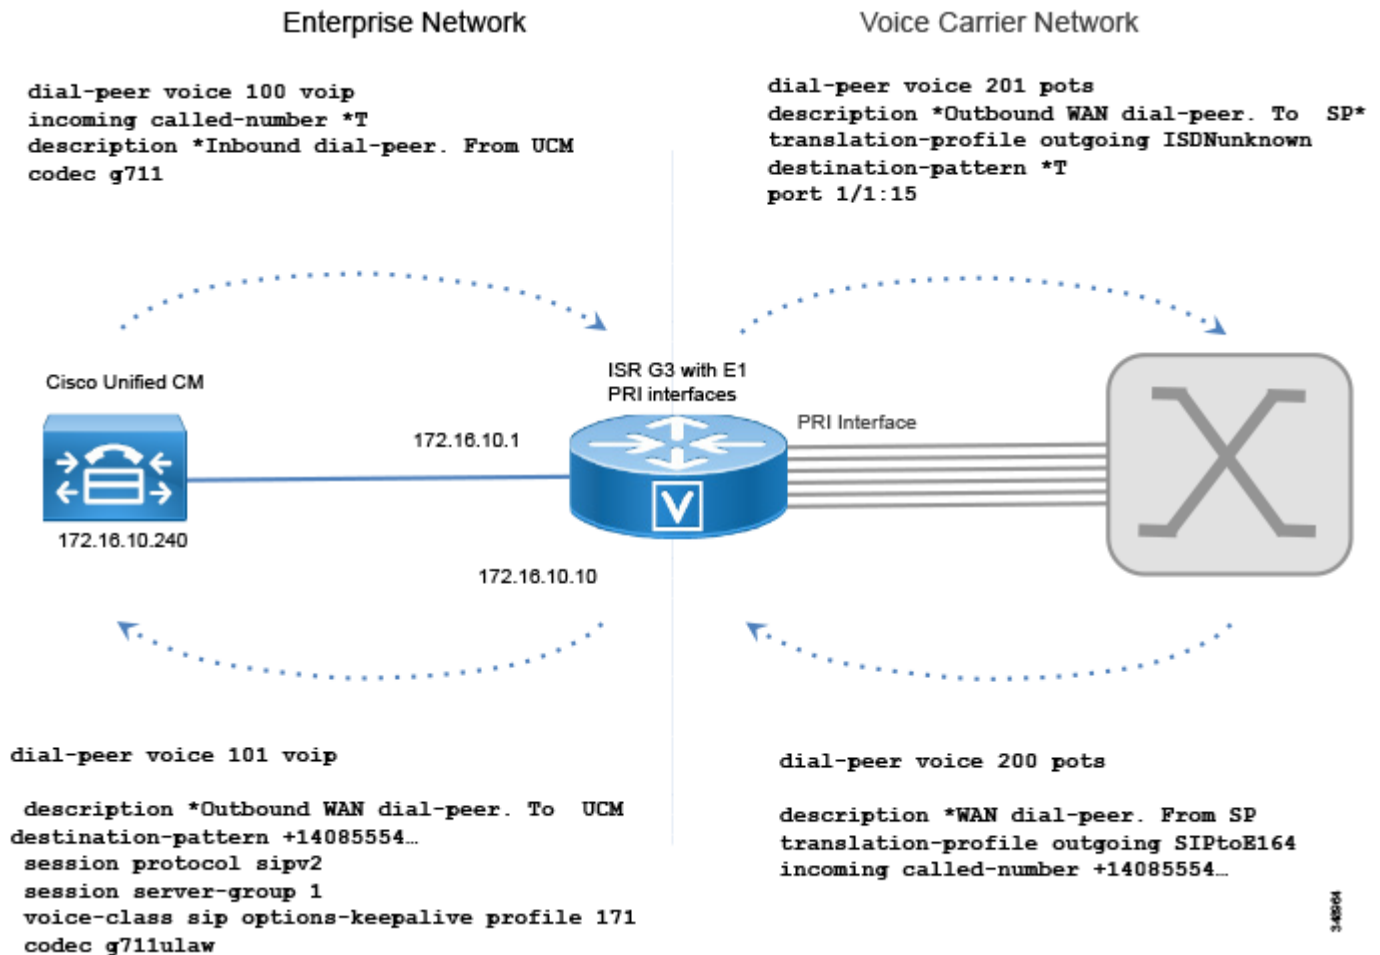 Enterprise Network
Voice Carrier Network
dial-peer voice 100 voip
incoming called-number *T
description *Inbound dial-peer. From UCM
codec g711
dial-peer voice 201 pots
description *Outbound WAN dial-peer. To SP*
translation-profile outgoing ISDNunknown
destination-pattern *T
port 1/1:15
Cisco Unified CM
ISR G3 with E1
PRI interfaces
172.16.10.1
PRI Interface
V
172.16.10.240
172.16.10.10
dial-peer voice 101 voip
description *Outbound WAN dial-peer. To UCM
destination-pattern +14085554…
session protocol sipv2
session server-group 1
voice-class sip options-keepalive profile 171
codec g711ulaw
dial-peer voice 200 pots
description *WAN dial-peer. From SP
translation-profile outgoing SIPtoE164
incoming called-number +14085554…
348964